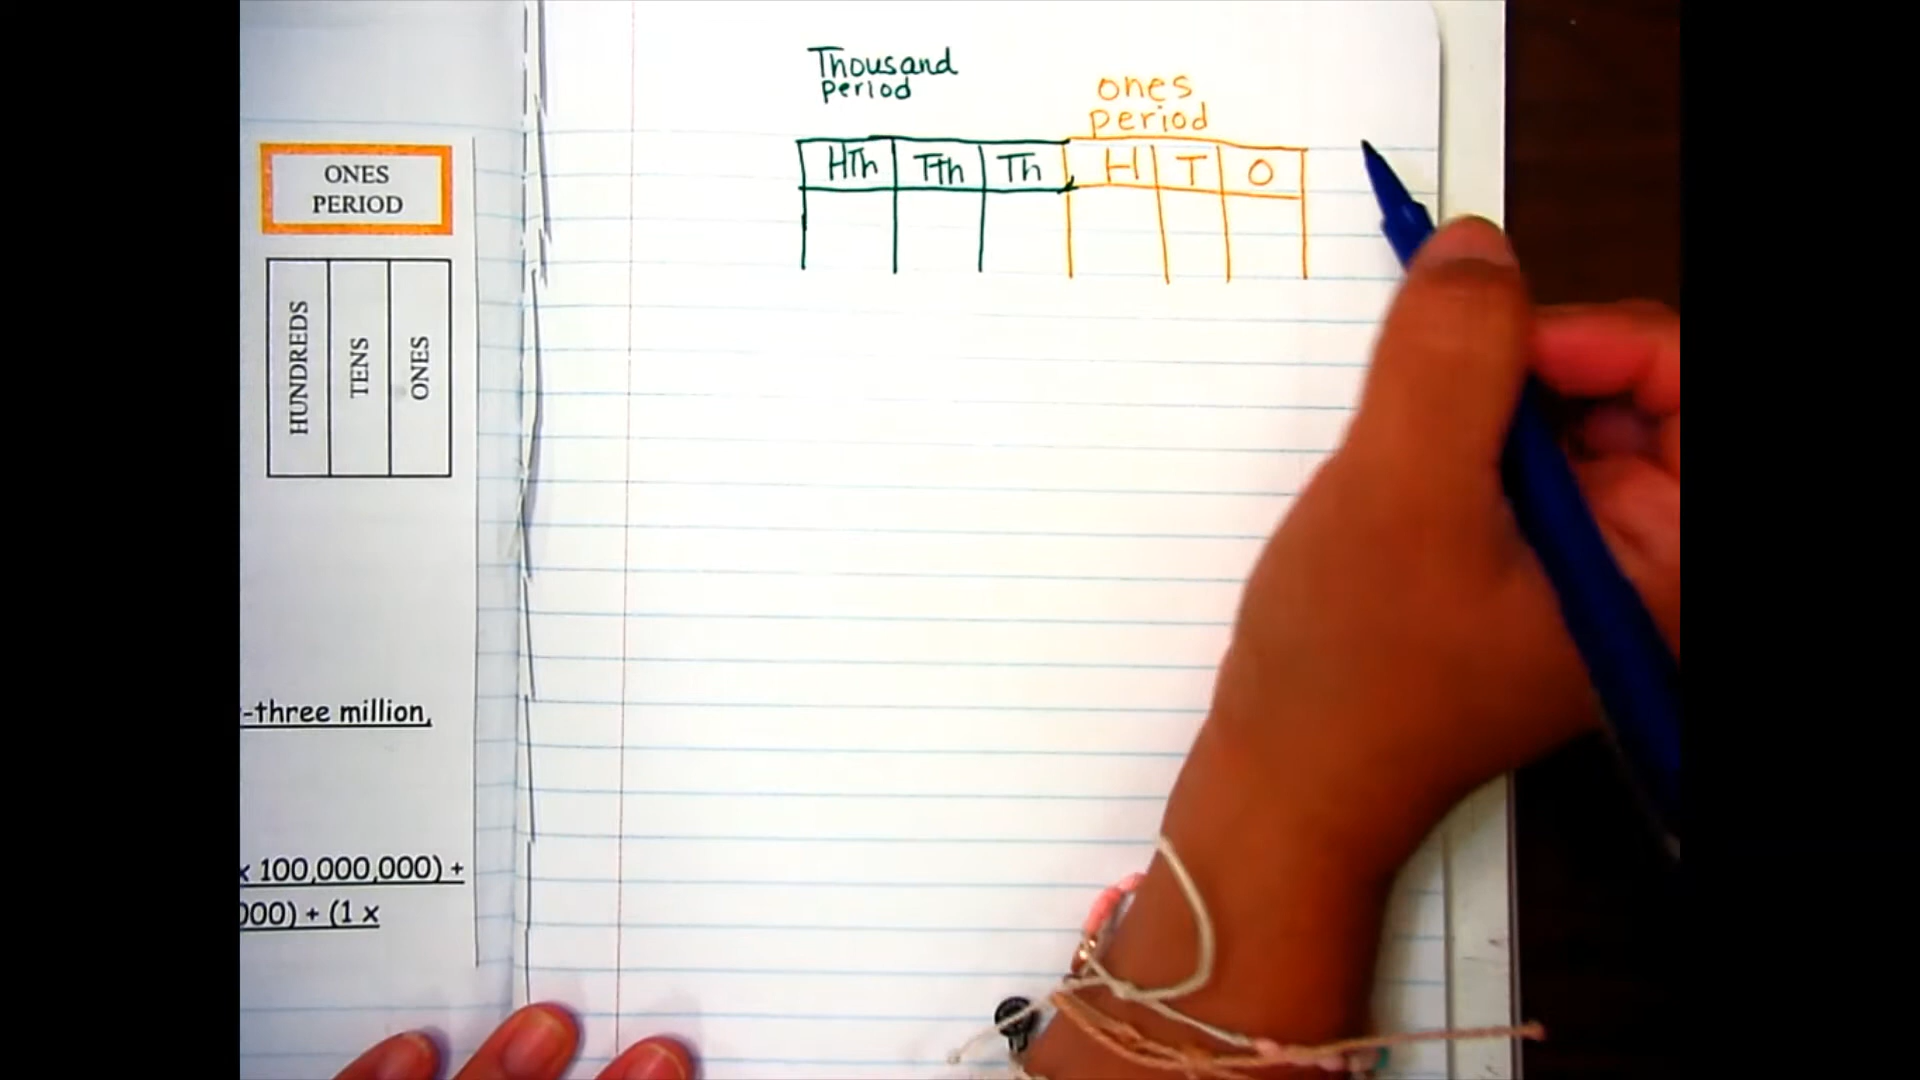 ONES
PERIOD
HUNDREDS
TENS
ONES
-three million,
x 100,000,000) +
000) + (1 x
Thousand
period
ones
period
HTh TTh Th H T O